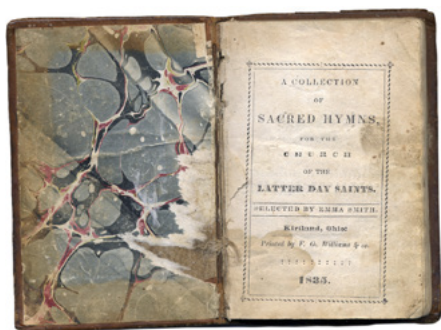 A COLLECTION
OF
SACRED HYMNS,
FOR THE
CHURCH
OF THE
LATTER DAY SAINTS.
SELECTED BY EMMA SMITH.
Kirtland, Ohio:
Printed by F. G. Williams & co.
1835.